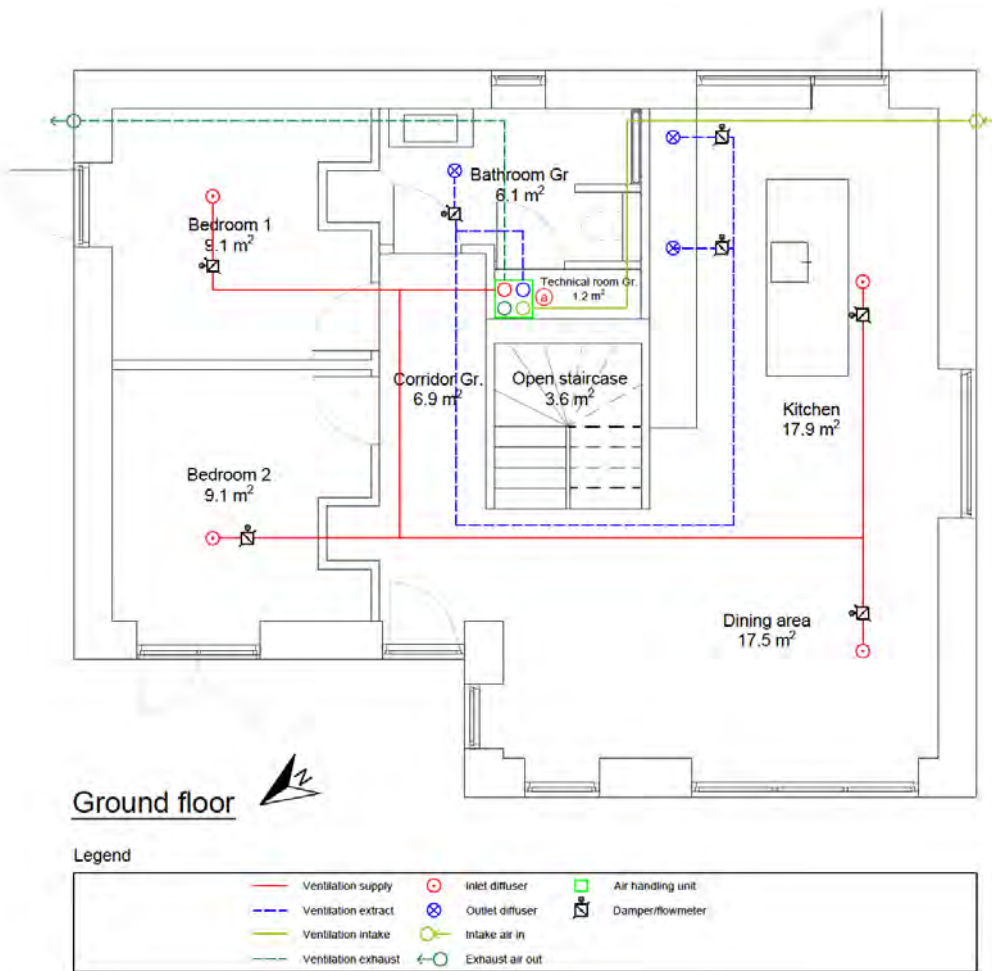 Bathroom Gr
6.1 m²
Bedroom 1
9.1 m²
Technical room Gr.
1.2 m²
a
Corridor Gr.
6.9 m²
Open staircase
3.6 m²
Kitchen
17.9 m²
Bedroom 2
9.1 m²
Dining area
17.5 m²
N
Ground floor
Legend
Ventilation supply
Inlet diffuser
Air handling unit
Ventilation extract
Outlet diffuser
Damper/flowmeter
Ventilation intake
Intake air in
Ventilation exhaust
Exhaust air out